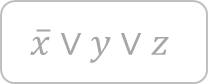 x̄ ∨ y ∨ z